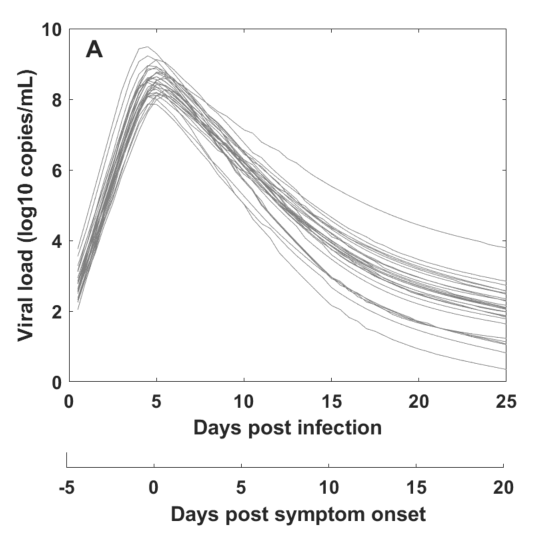 A
10
8
6
4
2
0
Viral load (log10 copies/mL)
0 5 10 15 20 25
Days post infection
-5 0 5 10 15 20
Days post symptom onset